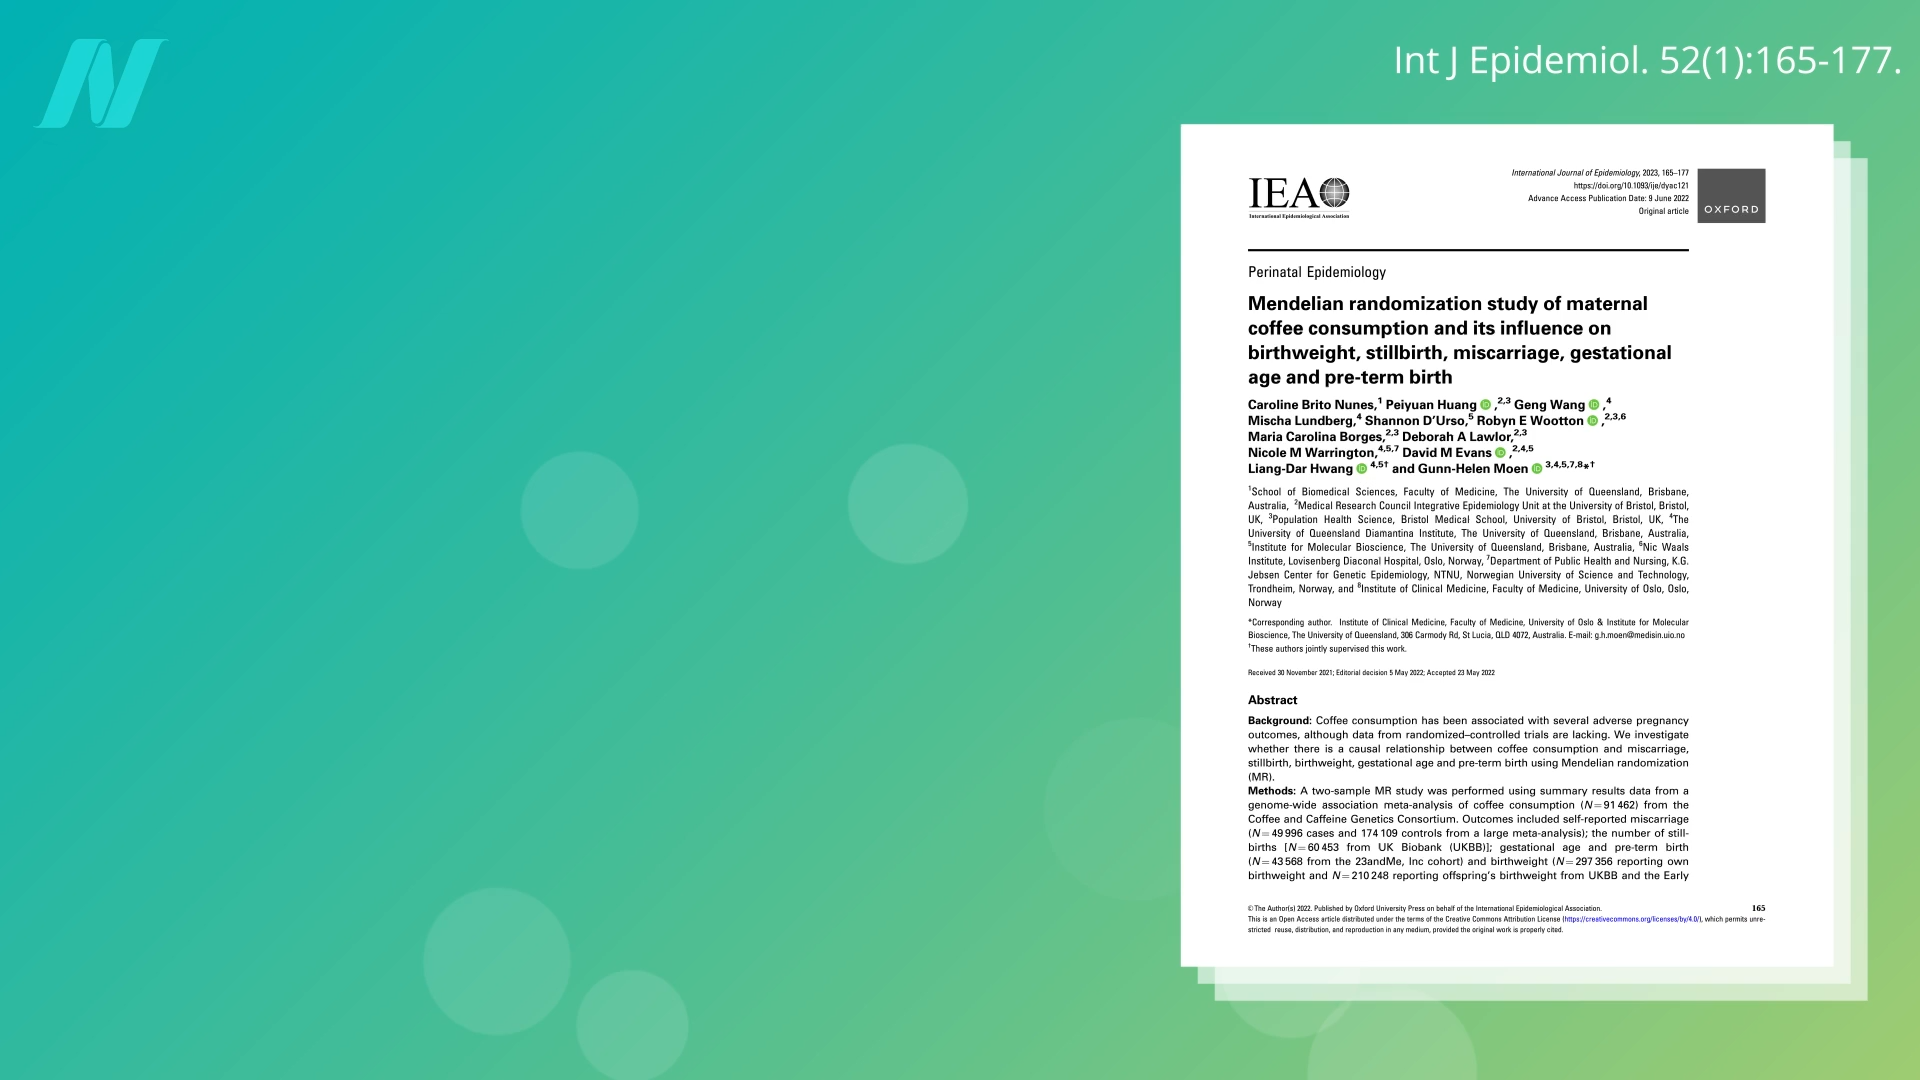 Int J Epidemiol. 52(1):165-177.
IEA
International Epidemiological Association
International Journal of Epidemiology, 2023, 165–177
https://doi.org/10.1093/ije/dyac121
Advance Access Publication Date: 9 June 2022
Original article
OXFORD
Perinatal Epidemiology
Mendelian randomization study of maternal
coffee consumption and its influence on
birthweight, stillbirth, miscarriage, gestational
age and pre-term birth
Caroline Brito Nunes,1 Peiyuan Huang iD ,2,3 Geng Wang iD ,4
Mischa Lundberg,4 Shannon D’Urso,5 Robyn E Wootton iD ,2,3,6
Maria Carolina Borges,2,3 Deborah A Lawlor,2,3
Nicole M Warrington,4,5,7 David M Evans iD ,2,4,5
Liang-Dar Hwang iD 4,5† and Gunn-Helen Moen iD 3,4,5,7,8*†
1School of Biomedical Sciences, Faculty of Medicine, The University of Queensland, Brisbane,
Australia, 2Medical Research Council Integrative Epidemiology Unit at the University of Bristol, Bristol,
UK, 3Population Health Science, Bristol Medical School, University of Bristol, Bristol, UK, 4The
University of Queensland Diamantina Institute, The University of Queensland, Brisbane, Australia,
5Institute for Molecular Bioscience, The University of Queensland, Brisbane, Australia, 6Nic Waals
Institute, Lovisenberg Diaconal Hospital, Oslo, Norway, 7Department of Public Health and Nursing, K.G.
Jebsen Center for Genetic Epidemiology, NTNU, Norwegian University of Science and Technology,
Trondheim, Norway, and 8Institute of Clinical Medicine, Faculty of Medicine, University of Oslo, Oslo,
Norway
*Corresponding author. Institute of Clinical Medicine, Faculty of Medicine, University of Oslo & Institute for Molecular
Bioscience, The University of Queensland, 306 Carmody Rd, St Lucia, QLD 4072, Australia. E-mail: g.h.moen@medisin.uio.no
†These authors jointly supervised this work.
Received 30 November 2021; Editorial decision 5 May 2022; Accepted 23 May 2022
Abstract
Background: Coffee consumption has been associated with several adverse pregnancy
outcomes, although data from randomized–controlled trials are lacking. We investigate
whether there is a causal relationship between coffee consumption and miscarriage,
stillbirth, birthweight, gestational age and pre-term birth using Mendelian randomization
(MR).
Methods: A two-sample MR study was performed using summary results data from a
genome-wide association meta-analysis of coffee consumption (N = 91 462) from the
Coffee and Caffeine Genetics Consortium. Outcomes included self-reported miscarriage
(N = 49 996 cases and 174 109 controls from a large meta-analysis); the number of still-
births [N = 60 453 from UK Biobank (UKBB)]; gestational age and pre-term birth
(N = 43 568 from the 23andMe, Inc cohort) and birthweight (N = 297 356 reporting own
birthweight and N = 210 248 reporting offspring’s birthweight from UKBB and the Early
© The Author(s) 2022. Published by Oxford University Press on behalf of the International Epidemiological Association. 165
This is an Open Access article distributed under the terms of the Creative Commons Attribution License (https://creativecommons.org/licenses/by/4.0/), which permits unre-
stricted reuse, distribution, and reproduction in any medium, provided the original work is properly cited.